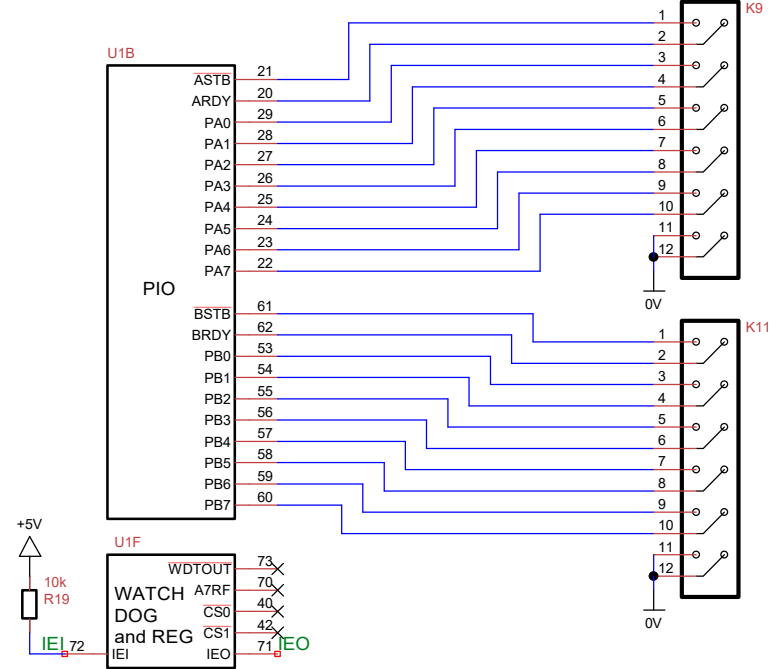 K9
U1B
PIO
ASTB 21
ARDY 20
PA0 29
PA1 28
PA2 27
PA3 26
PA4 25
PA5 24
PA6 23
PA7 22
BSTB 61
BRDY 62
PB0 53
PB1 54
PB2 55
PB3 56
PB4 57
PB5 58
PB6 59
PB7 60
1
2
3
4
5
6
7
8
9
10
11
12
0V
K11
1
2
3
4
5
6
7
8
9
10
11
12
0V
+5V
10k
R19
IEI 72
U1F
WATCH
DOG
and REG
WDTOUT 73
A7RF 70
CS0 40
CS1 42
IEI
IEO 71 IEO